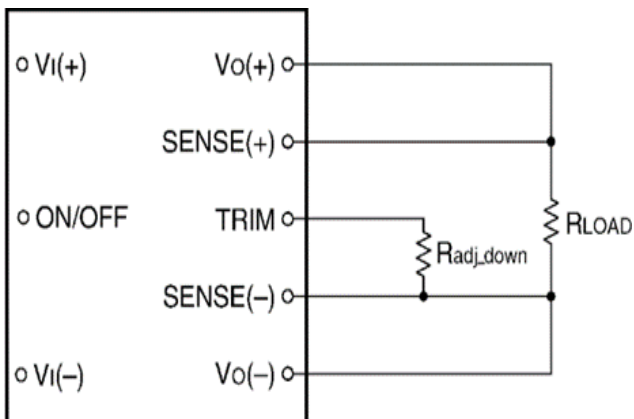 VI(+)
VO(+)
SENSE(+)
ON/OFF
TRIM
RLOAD
Radj_down
SENSE(−)
VI(−)
VO(−)